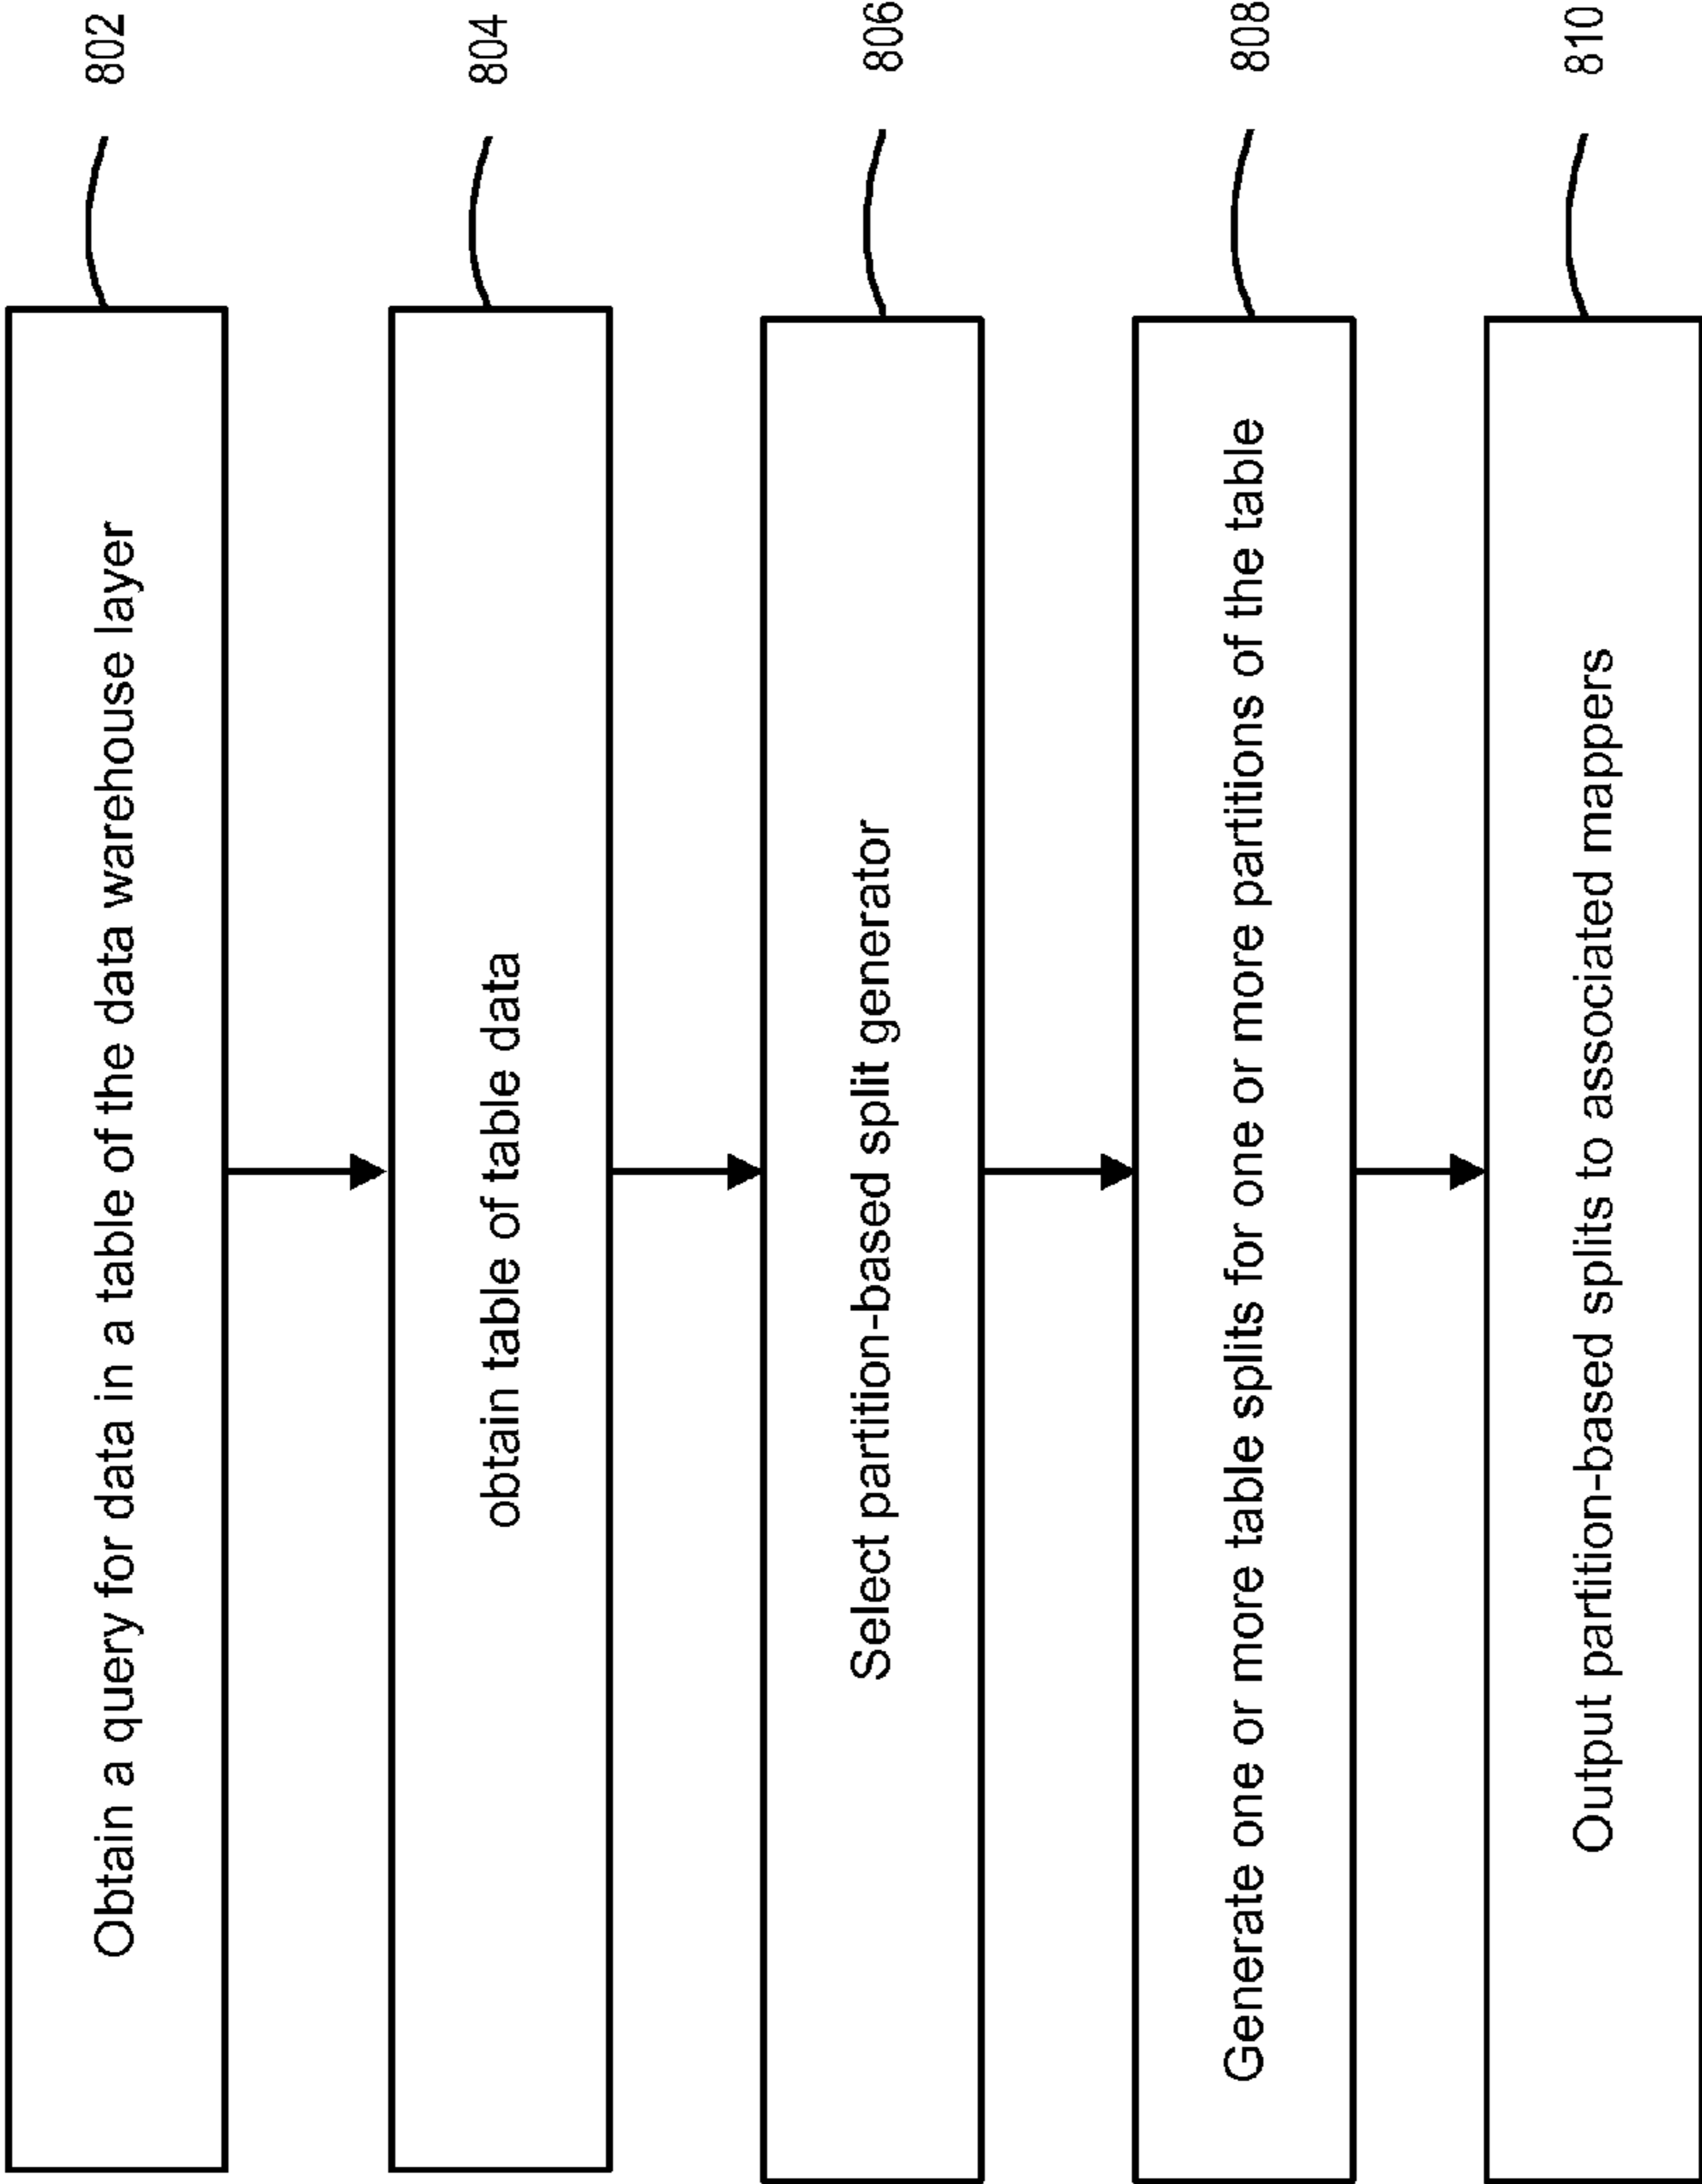 Obtain a query for data in a table of the data warehouse layer
802
obtain table of table data
804
Select partition-based split generator
806
Generate one or more table splits for one or more partitions of the table
808
Output partition-based splits to associated mappers
810